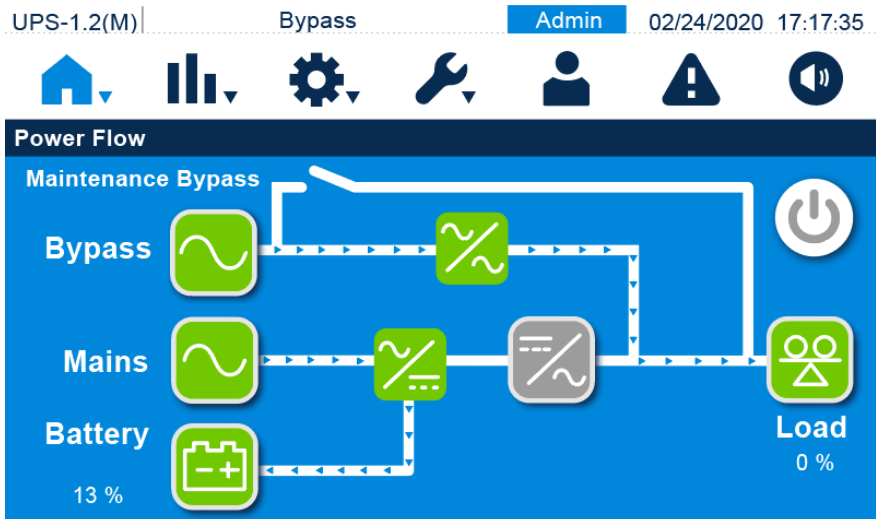 UPS-1.2(M) Bypass Admin 02/24/2020 17:17:35
Power Flow
Maintenance Bypass
Bypass
Mains
Battery
13 %
Load
0 %